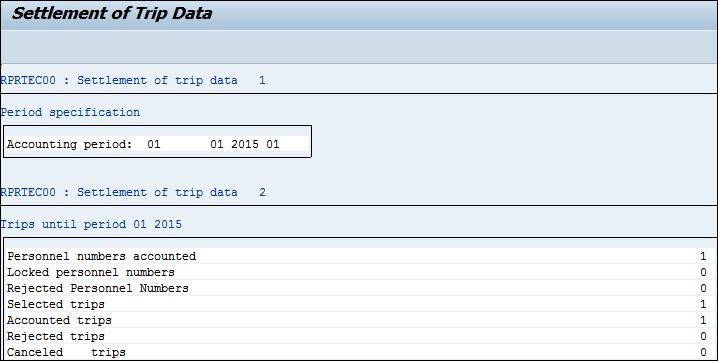 Settlement of Trip Data
RPRTEC00 : Settlement of trip data 1
Period specification
Accounting period: 01 01 2015 01
RPRTEC00 : Settlement of trip data 2
Trips until period 01 2015
Personnel numbers accounted 1
Locked personnel numbers 0
Rejected Personnel Numbers 0
Selected trips 1
Accounted trips 1
Rejected trips 0
Canceled trips 0